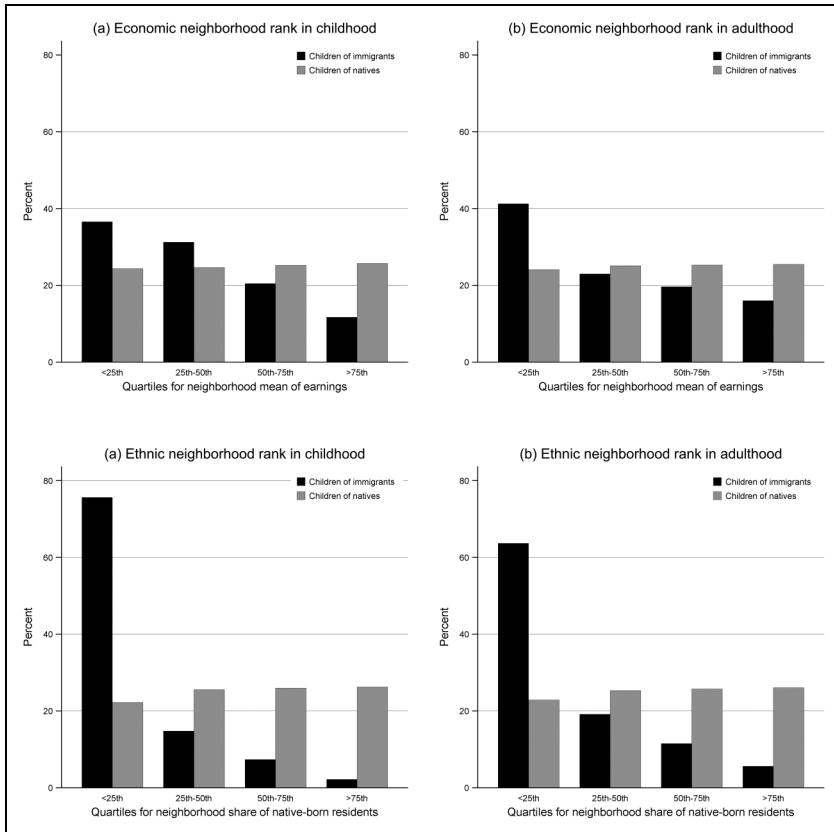 (a) Economic neighborhood rank in childhood
Children of immigrants
Children of natives
80
60
40
20
0
Percent
<25th 25th-50th 50th-75th >75th
Quartiles for neighborhood mean of earnings
(b) Economic neighborhood rank in adulthood
Children of immigrants
Children of natives
80
60
40
20
0
Percent
<25th 25th-50th 50th-75th >75th
Quartiles for neighborhood mean of earnings
(a) Ethnic neighborhood rank in childhood
Children of immigrants
Children of natives
80
60
40
20
0
Percent
<25th 25th-50th 50th-75th >75th
Quartiles for neighborhood share of native-born residents
(b) Ethnic neighborhood rank in adulthood
Children of immigrants
Children of natives
80
60
40
20
0
Percent
<25th 25th-50th 50th-75th >75th
Quartiles for neighborhood share of native-born residents